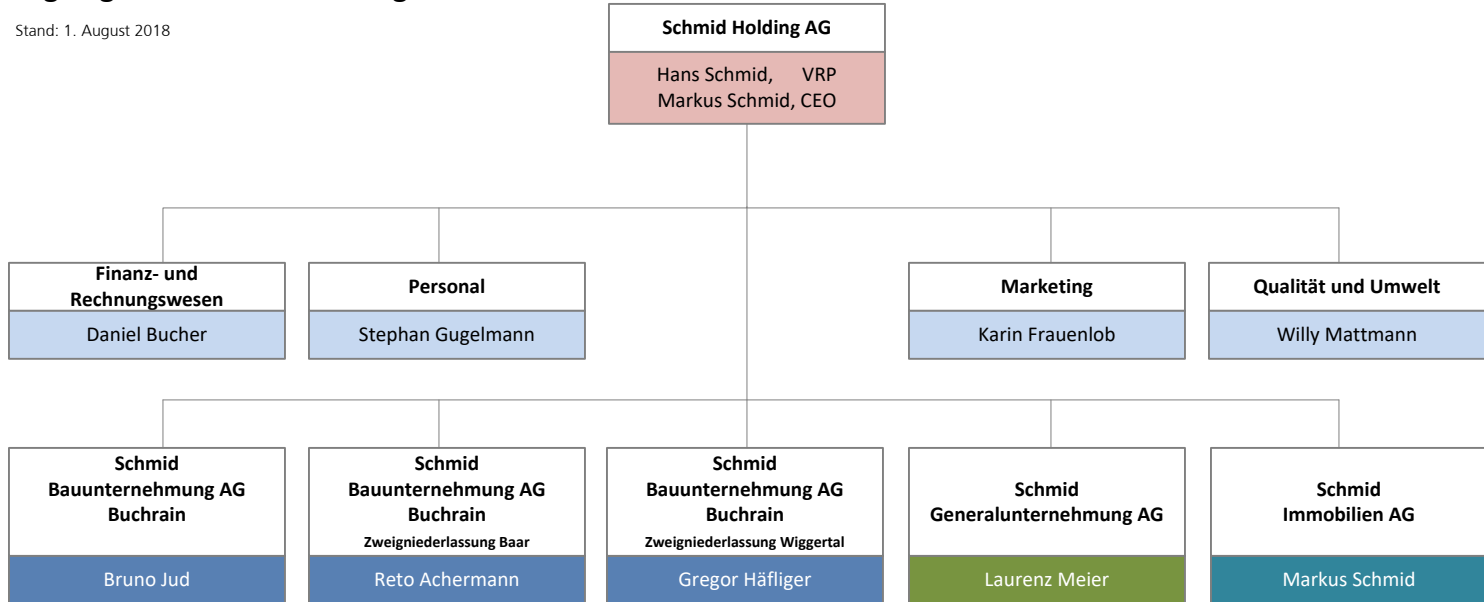 Stand: 1. August 2018
Schmid Holding AG
Hans Schmid, VRP
Markus Schmid, CEO
Finanz- und
Rechnungswesen
Daniel Bucher
Personal
Stephan Gugelmann
Marketing
Karin Frauenlob
Qualität und Umwelt
Willy Mattmann
Schmid
Bauunternehmung AG
Buchrain
Bruno Jud
Schmid
Bauunternehmung AG
Buchrain
Zweigniederlassung Baar
Reto Achermann
Schmid
Bauunternehmung AG
Buchrain
Zweigniederlassung Wiggertal
Gregor Häfliger
Schmid
Generalunternehmung AG
Laurenz Meier
Schmid
Immobilien AG
Markus Schmid